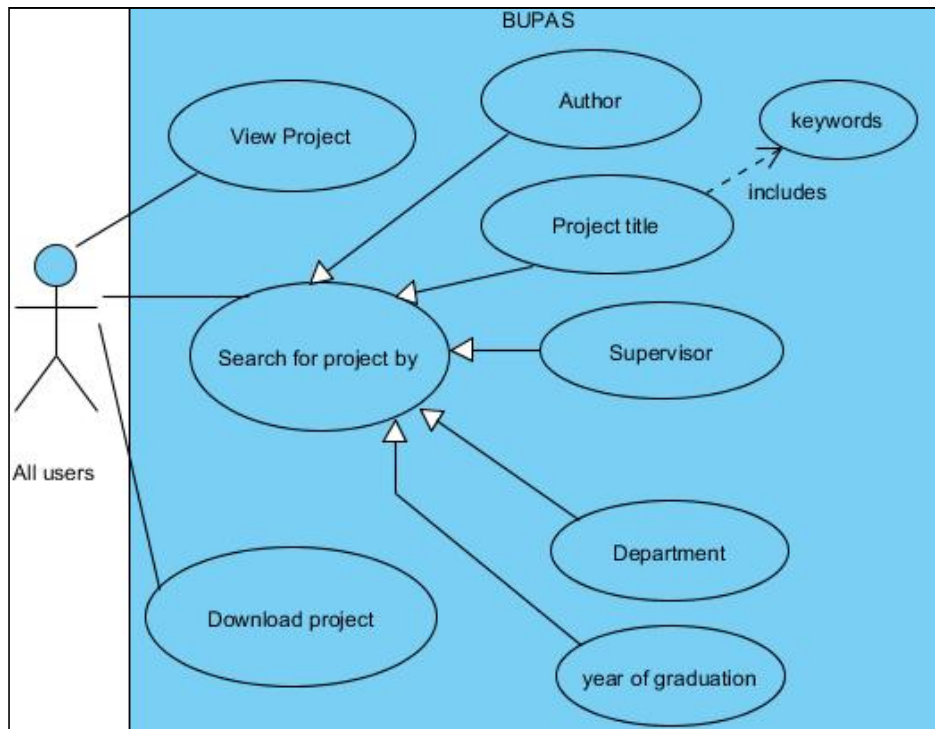 BUPAS
Author
View Project
keywords
includes
Project title
Search for project by
Supervisor
All users
Department
Download project
year of graduation